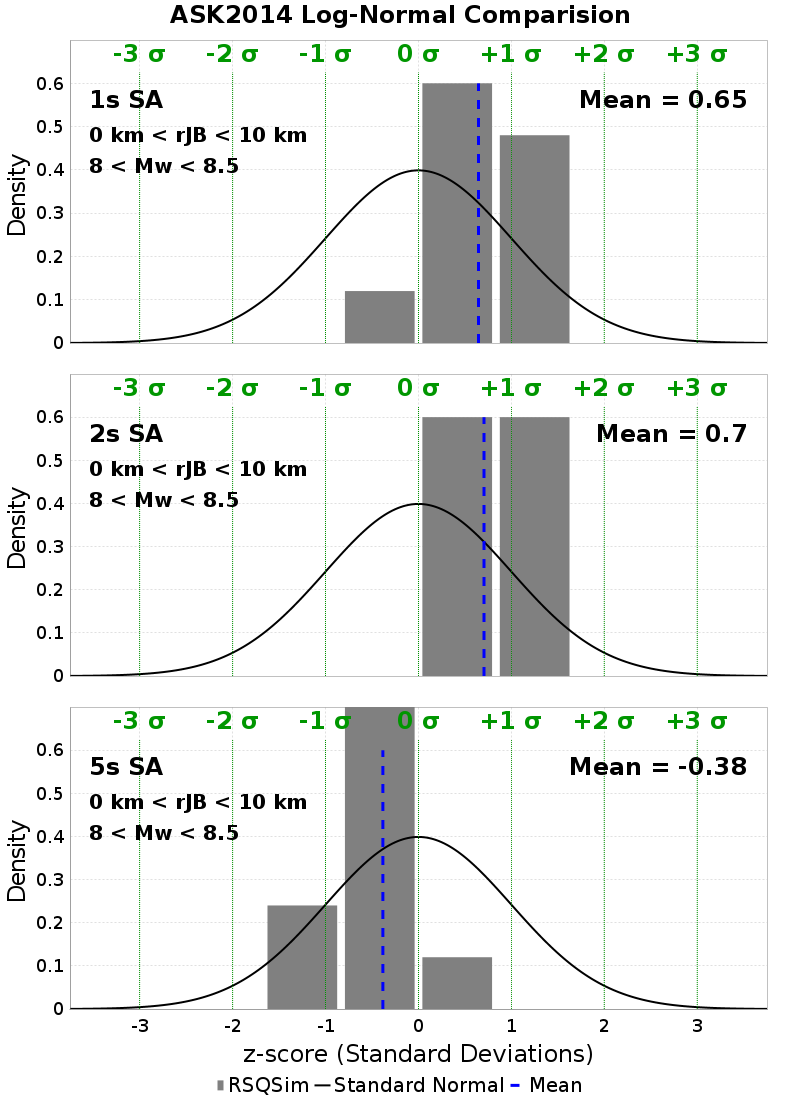 ASK2014 Log-Normal Comparision
-3 σ -2 σ -1 σ 0 σ +1 σ +2 σ +3 σ
1s SA
Mean = 0.65
0 km < rJB < 10 km
8 < Mw < 8.5
0.6
0.5
0.4
0.3
0.2
0.1
0
Density
-3 σ -2 σ -1 σ 0 σ +1 σ +2 σ +3 σ
2s SA
Mean = 0.7
0 km < rJB < 10 km
8 < Mw < 8.5
0.6
0.5
0.4
0.3
0.2
0.1
0
Density
-3 σ -2 σ -1 σ 0 σ +1 σ +2 σ +3 σ
5s SA
Mean = -0.38
0 km < rJB < 10 km
8 < Mw < 8.5
0.6
0.5
0.4
0.3
0.2
0.1
0
Density
-3 -2 -1 0 1 2 3
z-score (Standard Deviations)
RSQSim Standard Normal Mean